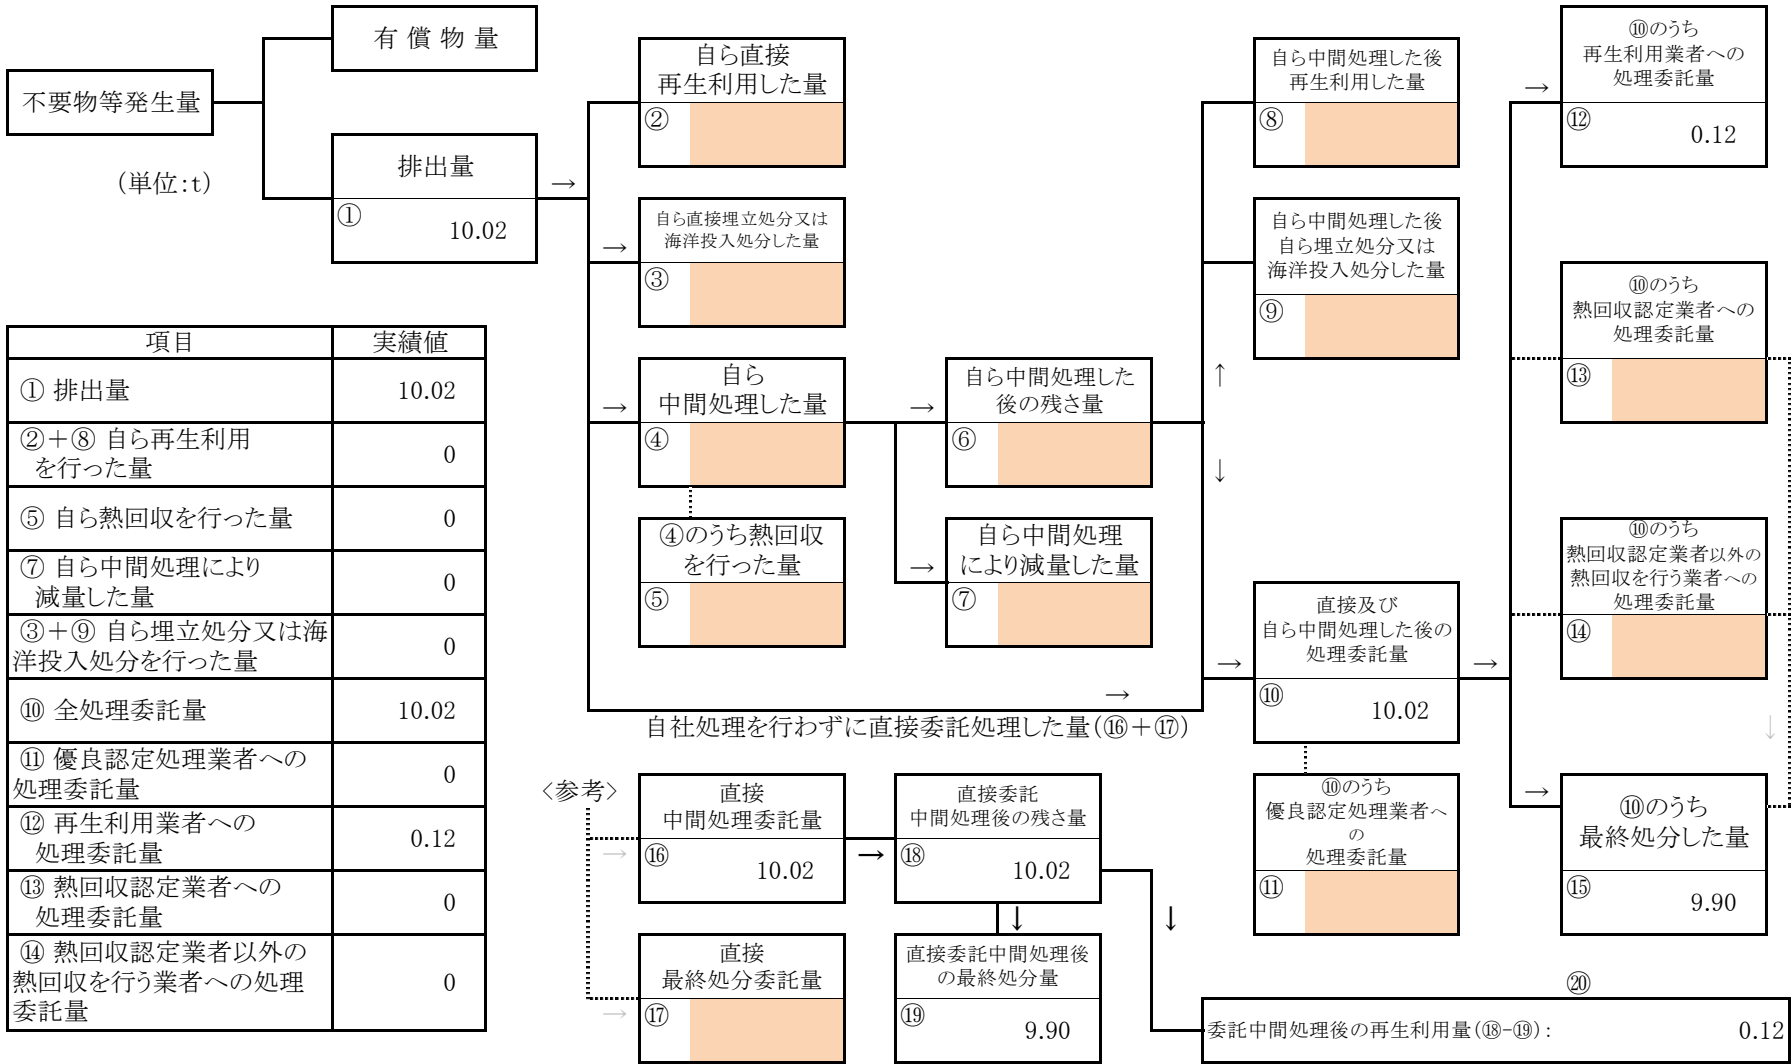 有 償 物 量
不要物等発生量
(単位:t)
排出量
①
10.02
→
自ら直接
再生利用した量
②
→
自ら直接埋立処分又は
海洋投入処分した量
③
→
自ら
中間処理した量
④
④のうち熱回収
を行った量
⑤
→
自ら中間処理した
後の残さ量
⑥
→
自ら中間処理
により減量した量
⑦
→
自社処理を行わずに直接委託処理した量(⑯+⑰)
↑
↓
自ら中間処理した後
再生利用した量
⑧
自ら中間処理した後
自ら埋立処分又は
海洋投入処分した量
⑨
→
直接及び
自ら中間処理した後の
処理委託量
⑩
10.02
→
⑩のうち
優良認定処理業者へ
の
処理委託量
⑪
→
⑩のうち
再生利用業者への
処理委託量
⑫
0.12
⑩のうち
熱回収認定業者への
処理委託量
⑬
⑩のうち
熱回収認定業者以外の
熱回収を行う業者への
処理委託量
⑭
↓
→
⑩のうち
最終処分した量
⑮
9.90
項目 実績値
① 排出量 10.02
②+⑧ 自ら再生利用
を行った量 0
⑤ 自ら熱回収を行った量 0
⑦ 自ら中間処理により
減量した量 0
③+⑨ 自ら埋立処分又は海
洋投入処分を行った量 0
⑩ 全処理委託量 10.02
⑪ 優良認定処理業者への
処理委託量 0
⑫ 再生利用業者への
処理委託量 0.12
⑬ 熱回収認定業者への
処理委託量 0
⑭ 熱回収認定業者以外の
熱回収を行う業者への処理
委託量 0
<参考>
→
直接
中間処理委託量
⑯
10.02
→
直接委託
中間処理後の残さ量
⑱
10.02
↓
↓
→
直接
最終処分委託量
⑰
直接委託中間処理後
の最終処分量
⑲
9.90
⑳
委託中間処理後の再生利用量(⑱-⑲): 0.12